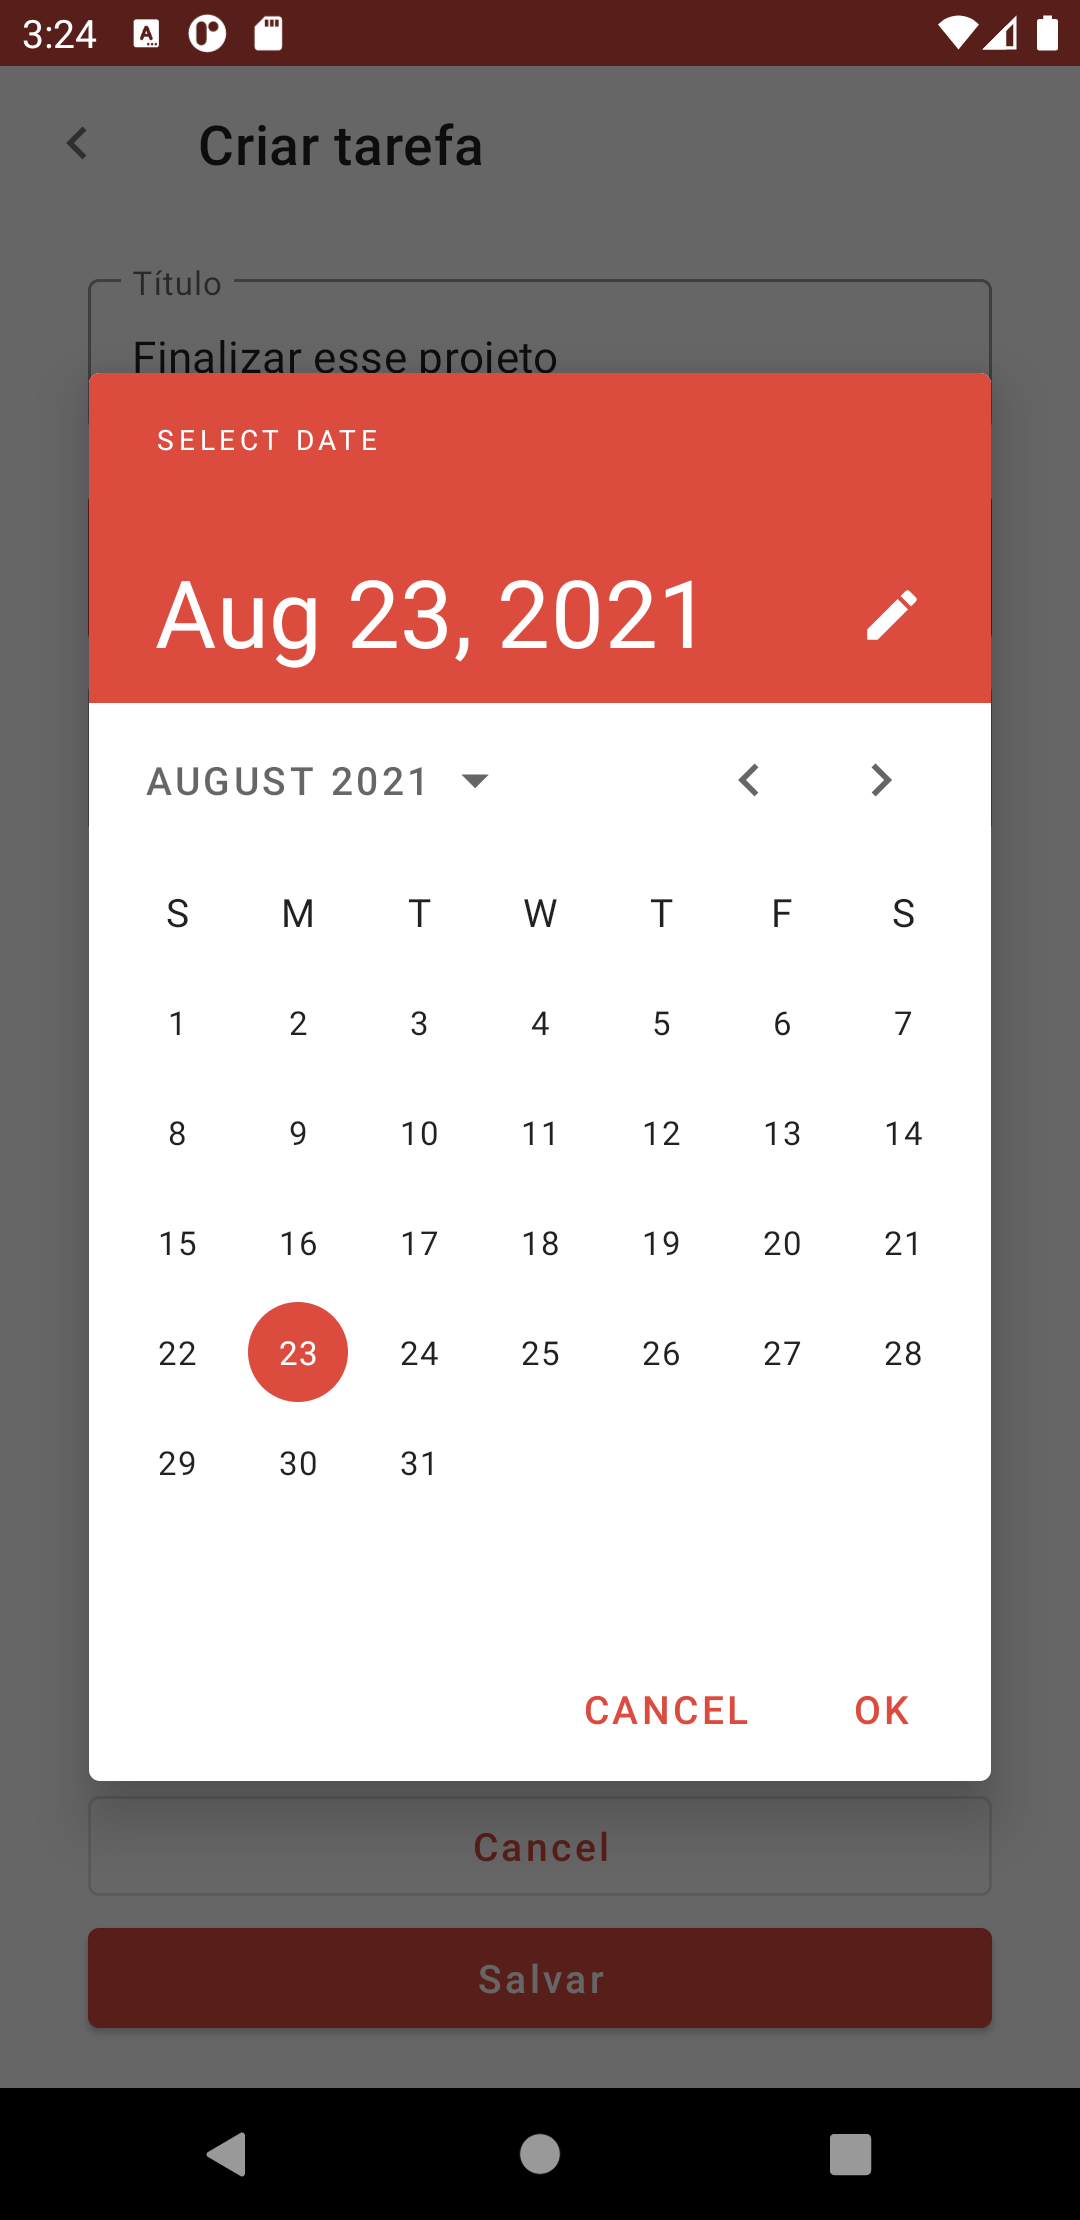 3:24
Criar tarefa
Título
Finalizar esse projeto
SELECT DATE
Aug 23, 2021
AUGUST 2021
S M T W T F S
1 2 3 4 5 6 7
8 9 10 11 12 13 14
15 16 17 18 19 20 21
22 23 24 25 26 27 28
29 30 31
CANCEL OK
Cancel
Salvar